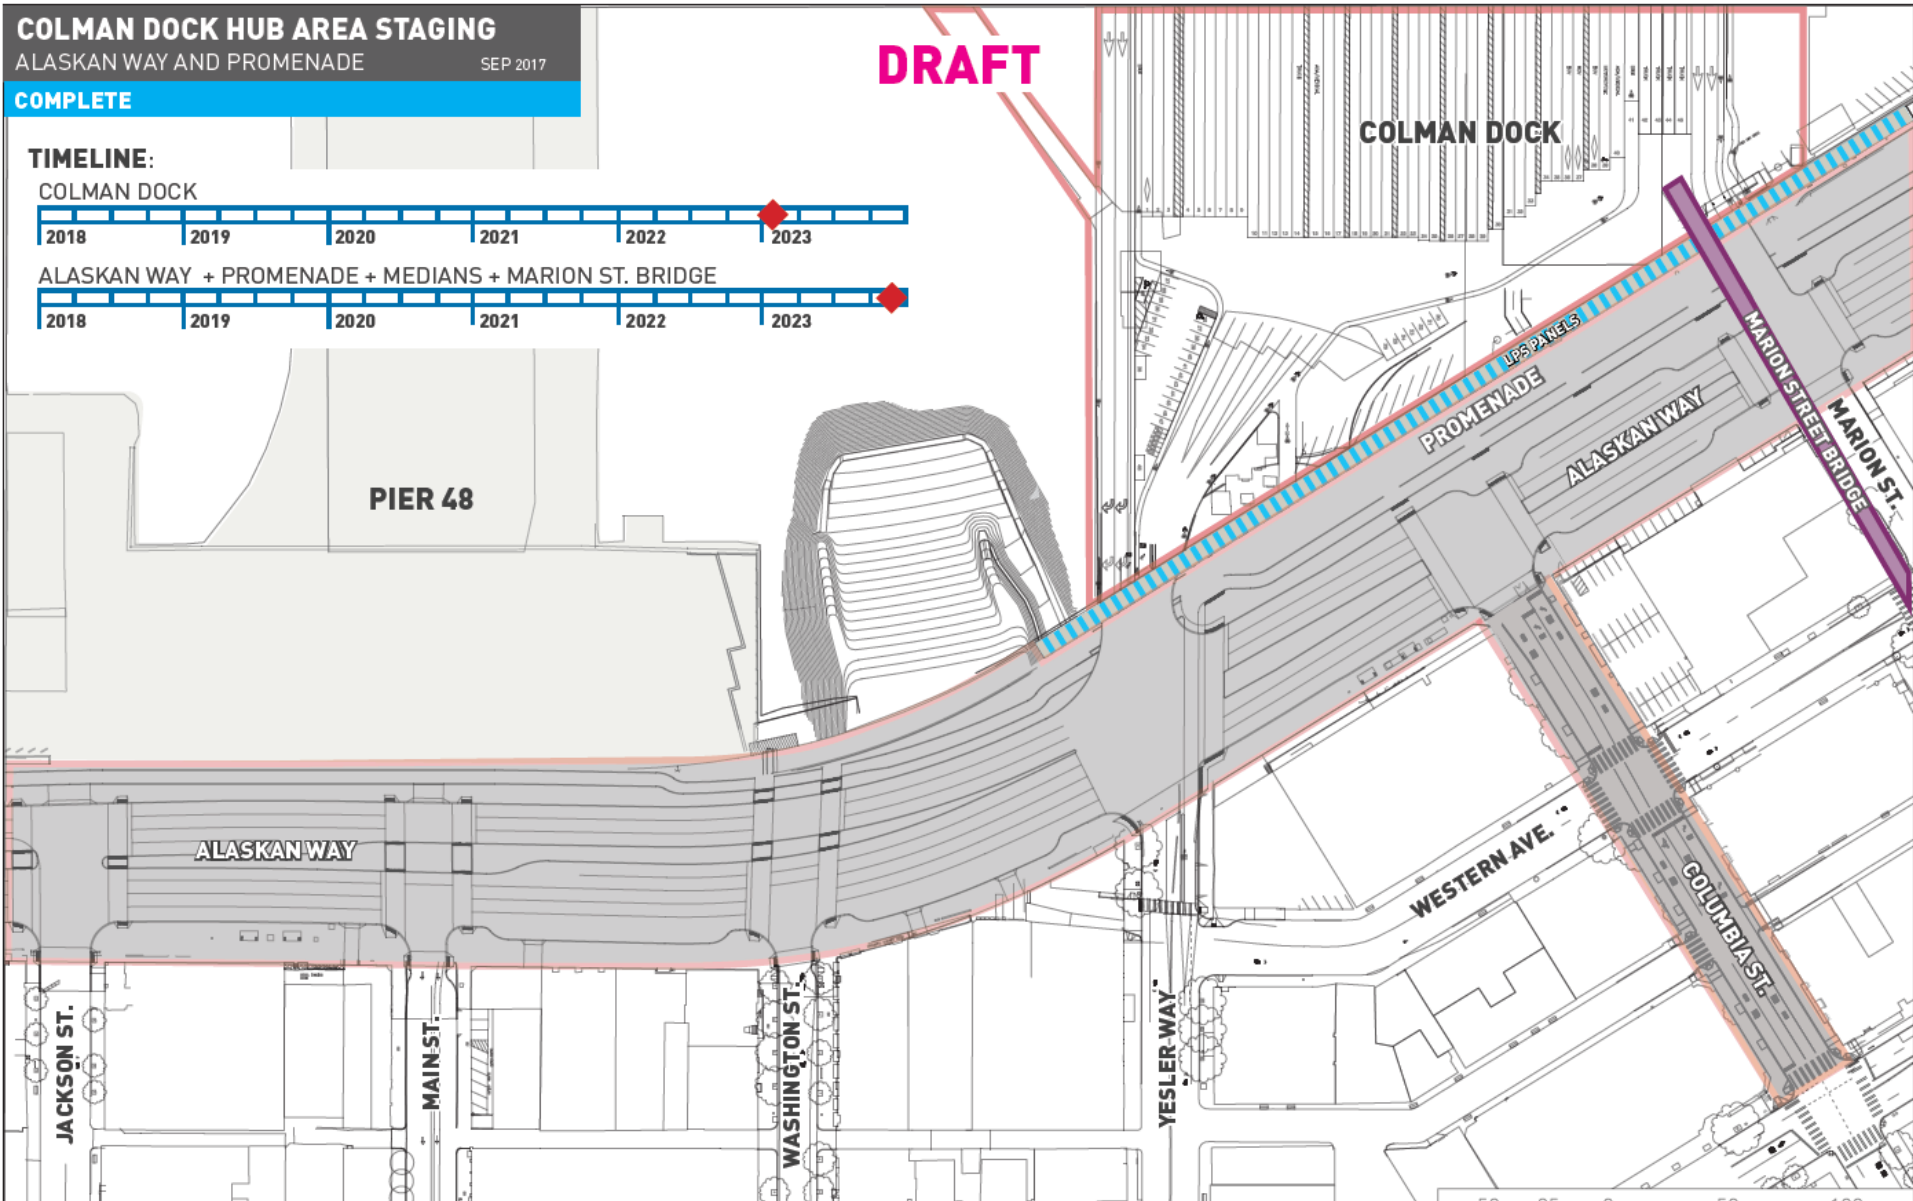 COLMAN DOCK HUB AREA STAGING
ALASKAN WAY AND PROMENADE SEP 2017
COMPLETE
DRAFT
TIMELINE:
COLMAN DOCK
2018 2019 2020 2021 2022 2023
ALASKAN WAY + PROMENADE + MEDIANS + MARION ST. BRIDGE
2018 2019 2020 2021 2022 2023
COLMAN DOCK
PIER 48
LPS PANELS
PROMENADE
ALASKAN WAY
MARION STREET BRIDGE
MARION ST.
ALASKAN WAY
WESTERN AVE.
COLUMBIA ST.
JACKSON ST.
MAIN ST.
WASHINGTON ST.
YESLER WAY